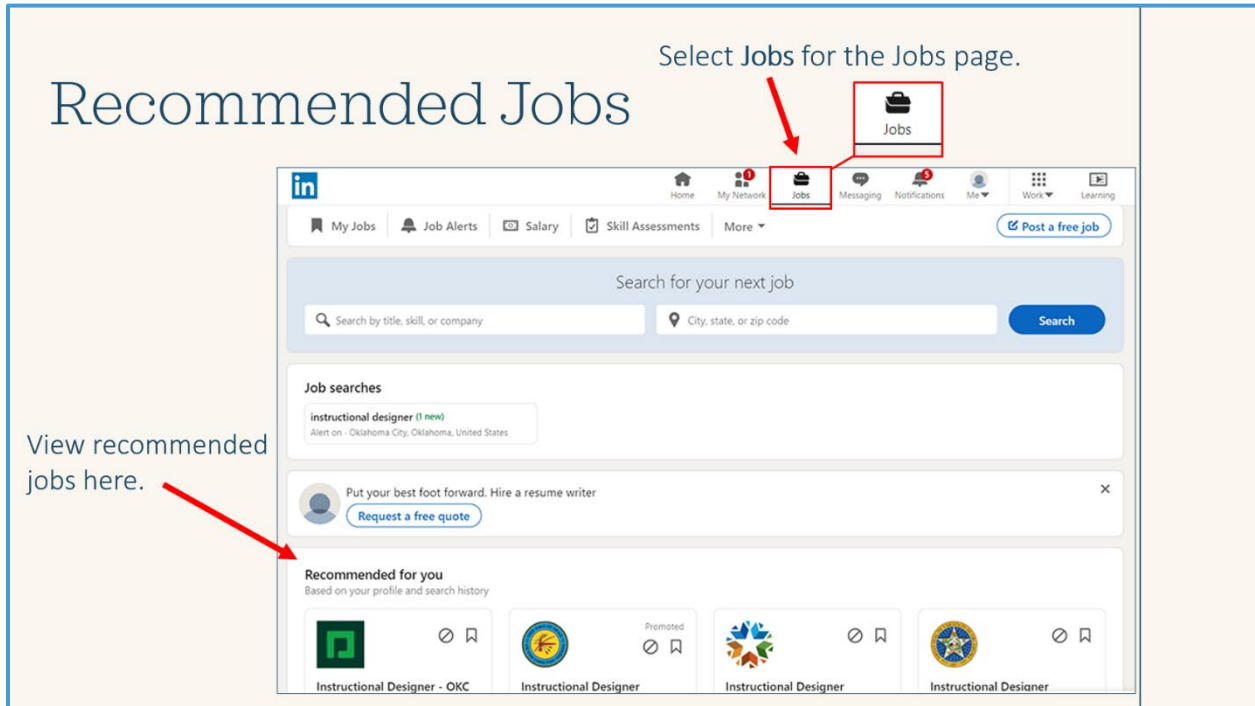 Recommended Jobs
Select Jobs for the Jobs page.
Jobs
in
Home
1
My Network
Jobs
Messaging
5
Notifications
Me
Work
Learning
My Jobs
Job Alerts
Salary
Skill Assessments
More
Post a free job
Search for your next job
Search by title, skill, or company
City, state, or zip code
Search
Job searches
instructional designer (1 new)
Alert on - Oklahoma City, Oklahoma, United States
View recommended
jobs here.
Put your best foot forward. Hire a resume writer
Request a free quote
Recommended for you
Based on your profile and search history
Promoted
Instructional Designer - OKC
Instructional Designer
Instructional Designer
Instructional Designer